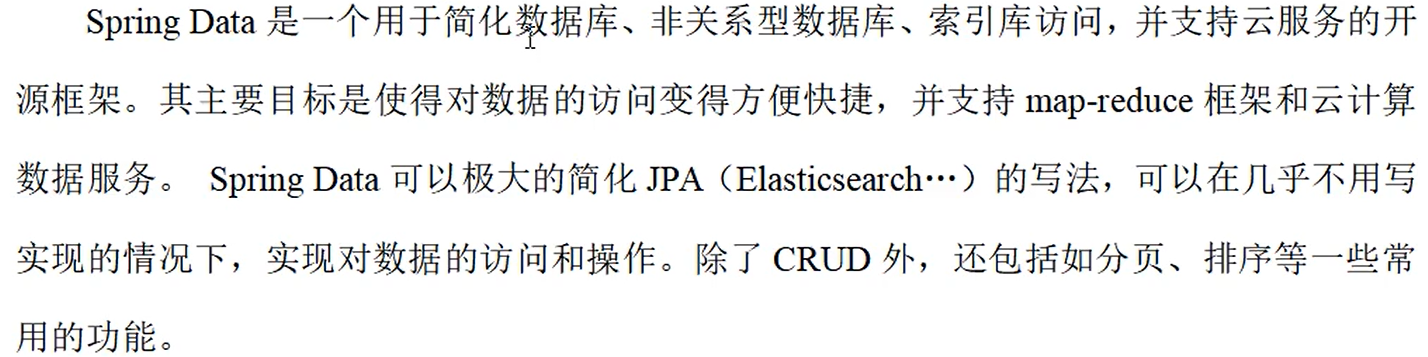 Spring Data 是一个用于简化数据库、非关系型数据库、索引库访问，并支持云服务的开
源框架。其主要目标是使得对数据的访问变得方便快捷，并支持 map-reduce 框架和云计算
数据服务。 Spring Data 可以极大的简化 JPA（Elasticsearch…）的写法，可以在几乎不用写
实现的情况下，实现对数据的访问和操作。除了 CRUD 外，还包括如分页、排序等一些常
用的功能。